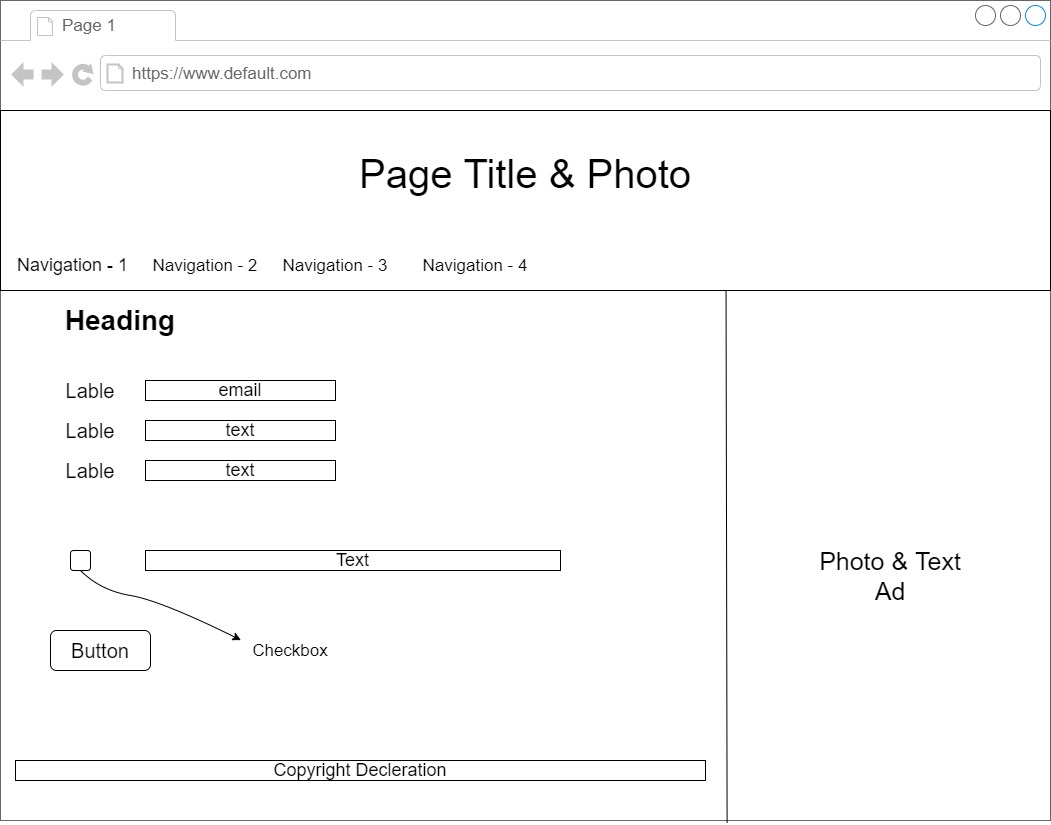 Page 1
https://www.default.com
Page Title & Photo
Navigation - 1 Navigation - 2 Navigation - 3 Navigation - 4
Heading
Lable email
Lable text
Lable text
Text
Checkbox
Button
Photo & Text
Ad
Copyright Decleration